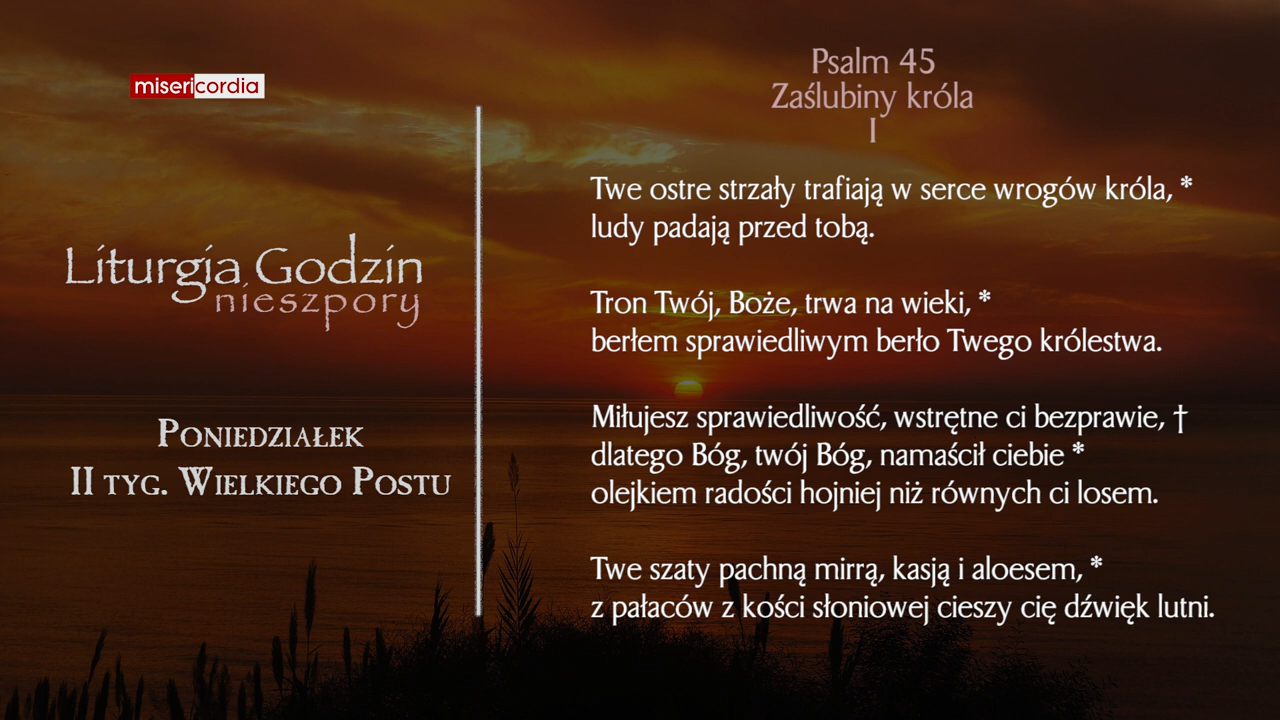 misericordia
Liturgia Godzin
nieszpory
Poniedziałek
II tyg. Wielkiego Postu
Psalm 45
Zaślubiny króla
I
Twe ostre strzały trafiają w serce wrogów króla, *
ludy padają przed tobą.
Tron Twój, Boże, trwa na wieki, *
berłem sprawiedliwym berło Twego królestwa.
Miłujesz sprawiedliwość, wstrętne ci bezprawie, †
dlatego Bóg, twój Bóg, namaścił ciebie *
olejkiem radości hojniej niż równych ci losem.
Twe szaty pachną mirrą, kasją i aloesem, *
z pałaców z kości słoniowej cieszy cię dźwięk lutni.